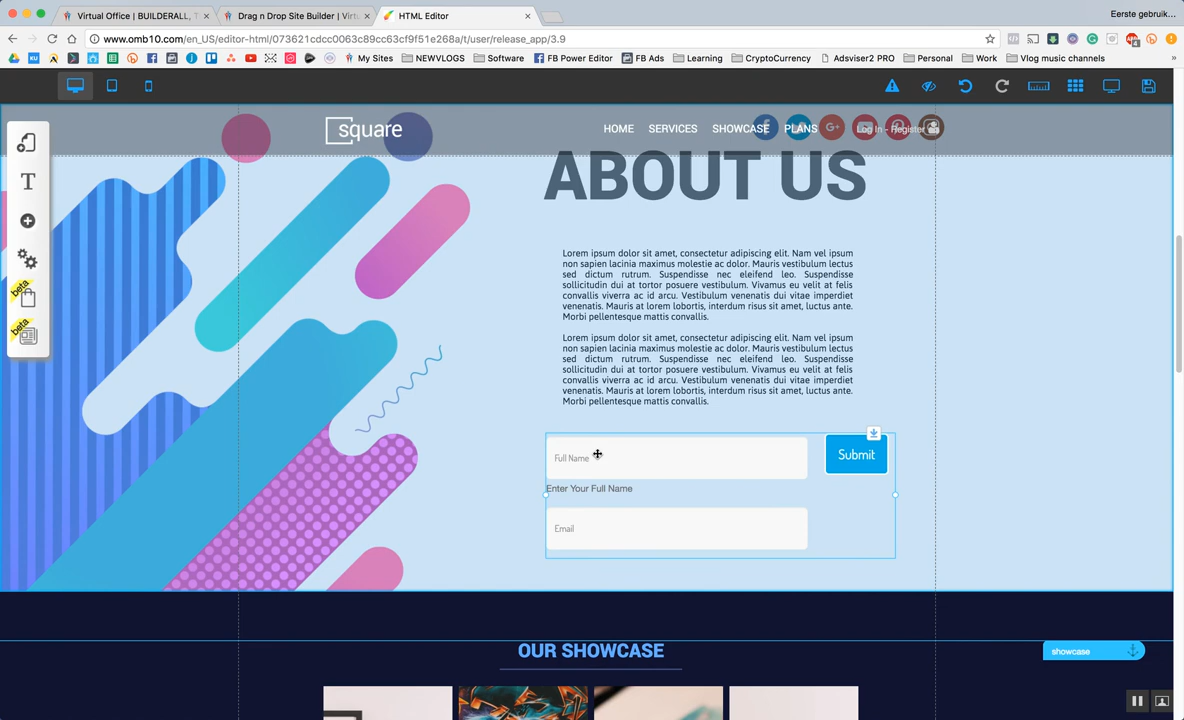 Virtual Office | BUILDERALL, T
Drag n Drop Site Builder | Virtu
HTML Editor
Eerste gebruik...
www.omb10.com/en_US/editor-html/073621cdcc0063c89cc63cf9f51e268a/t/user/release_app/3.9
My Sites
NEWVLOGS
Software
FB Power Editor
FB Ads
Learning
CryptoCurrency
Adsviser2 PRO
Personal
Work
Vlog music channels
»
square
HOME
SERVICES
SHOWCASE
PLANS
Log In - Register
ABOUT US
Lorem ipsum dolor sit amet, consectetur adipiscing elit. Nam vel ipsum
non sapien lacinia maximus molestie ac dolor. Mauris vestibulum lectus
sed dictum rutrum. Suspendisse nec eleifend leo. Suspendisse
sollicitudin dui at tortor posuere vestibulum. Vivamus eu velit at felis
convallis viverra ac id arcu. Vestibulum venenatis dui vitae imperdiet
venenatis. Mauris at lorem lobortis, interdum risus sit amet, luctus ante.
Morbi pellentesque mattis convallis.
Lorem ipsum dolor sit amet, consectetur adipiscing elit. Nam vel ipsum
non sapien lacinia maximus molestie ac dolor. Mauris vestibulum lectus
sed dictum rutrum. Suspendisse nec eleifend leo. Suspendisse
sollicitudin dui at tortor posuere vestibulum. Vivamus eu velit at felis
convallis viverra ac id arcu. Vestibulum venenatis dui vitae imperdiet
venenatis. Mauris at lorem lobortis, interdum risus sit amet, luctus ante.
Morbi pellentesque mattis convallis.
beta
beta
Full Name
Submit
Enter Your Full Name
Email
OUR SHOWCASE
showcase